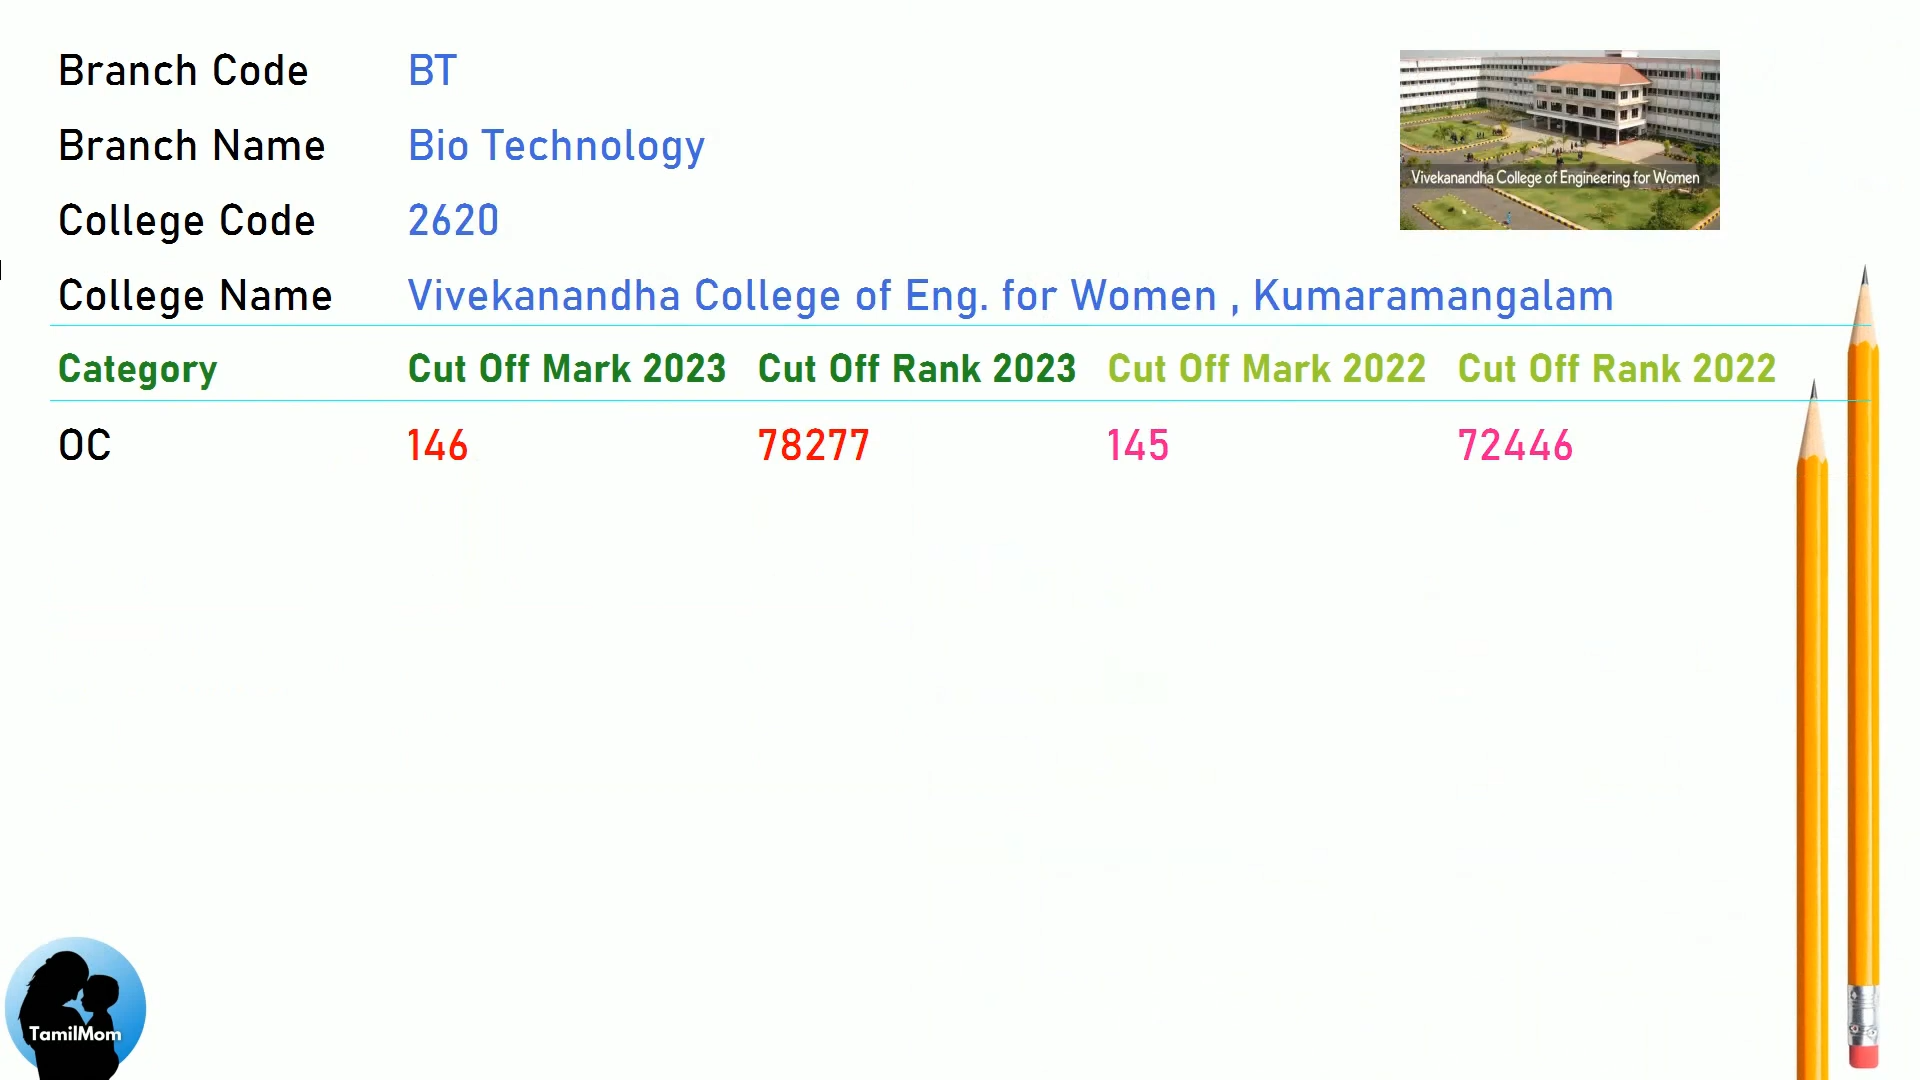 Branch Code BT
Branch Name Bio Technology
College Code 2620
Vivekanandha College of Engineering for Women
College Name Vivekanandha College of Eng. for Women , Kumaramangalam
Category Cut Off Mark 2023 Cut Off Rank 2023 Cut Off Mark 2022 Cut Off Rank 2022
OC 146 78277 145 72446
TamilMom